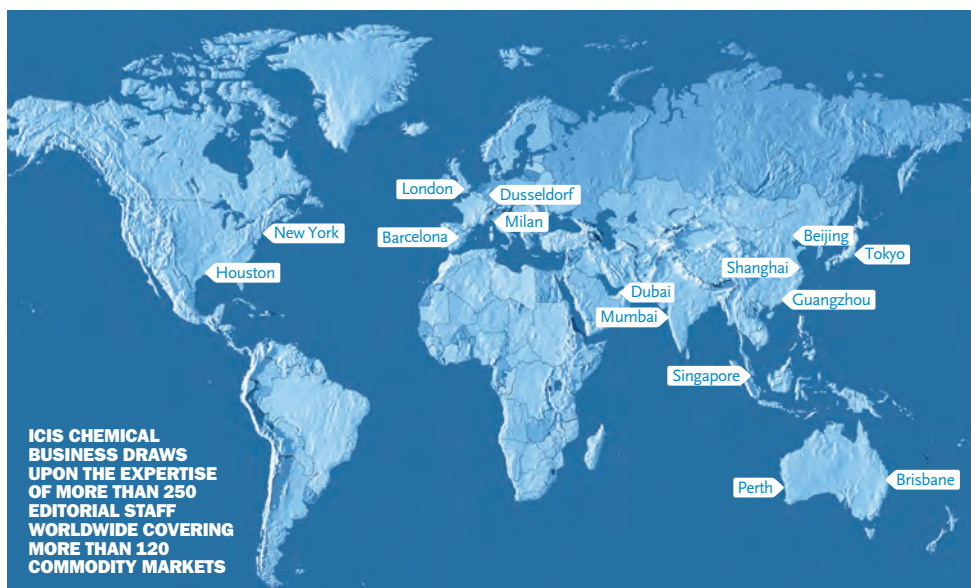 London
Dusseldorf
Milan
New York
Barcelona
Beijing
Tokyo
Shanghai
Houston
Dubai
Guangzhou
Mumbai
Singapore
Perth
Brisbane
ICIS CHEMICAL
BUSINESS DRAWS
UPON THE EXPERTISE
OF MORE THAN 250
EDITORIAL STAFF
WORLDWIDE COVERING
MORE THAN 120
COMMODITY MARKETS